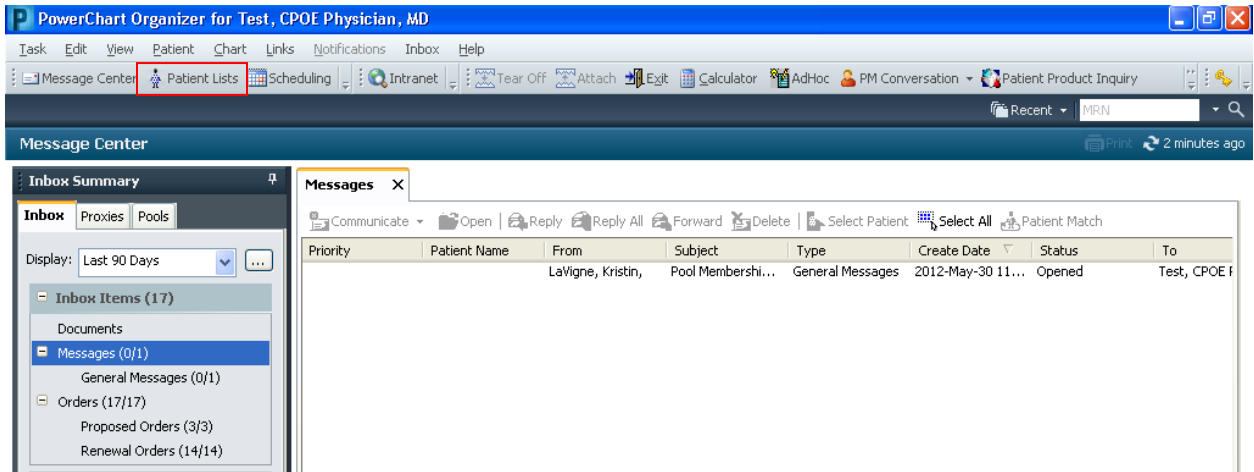 PowerChart Organizer for Test, CPOE Physician, MD
Task Edit View Patient Chart Links Notifications Inbox Help
Message Center Patient Lists Scheduling Intranet Tear Off Attach Exit Calculator AdHoc PM Conversation Patient Product Inquiry
Recent MRN
Message Center Print 2 minutes ago
Inbox Summary
Inbox Proxies Pools
Display: Last 90 Days ...
Inbox Items (17)
Documents
Messages (0/1)
General Messages (0/1)
Orders (17/17)
Proposed Orders (3/3)
Renewal Orders (14/14)
Messages X
Communicate Open Reply Reply All Forward Delete Select Patient Select All Patient Match
Priority Patient Name From Subject Type Create Date Status To
LaVigne, Kristin, Pool Membershi... General Messages 2012-May-30 11... Opened Test, CPOE